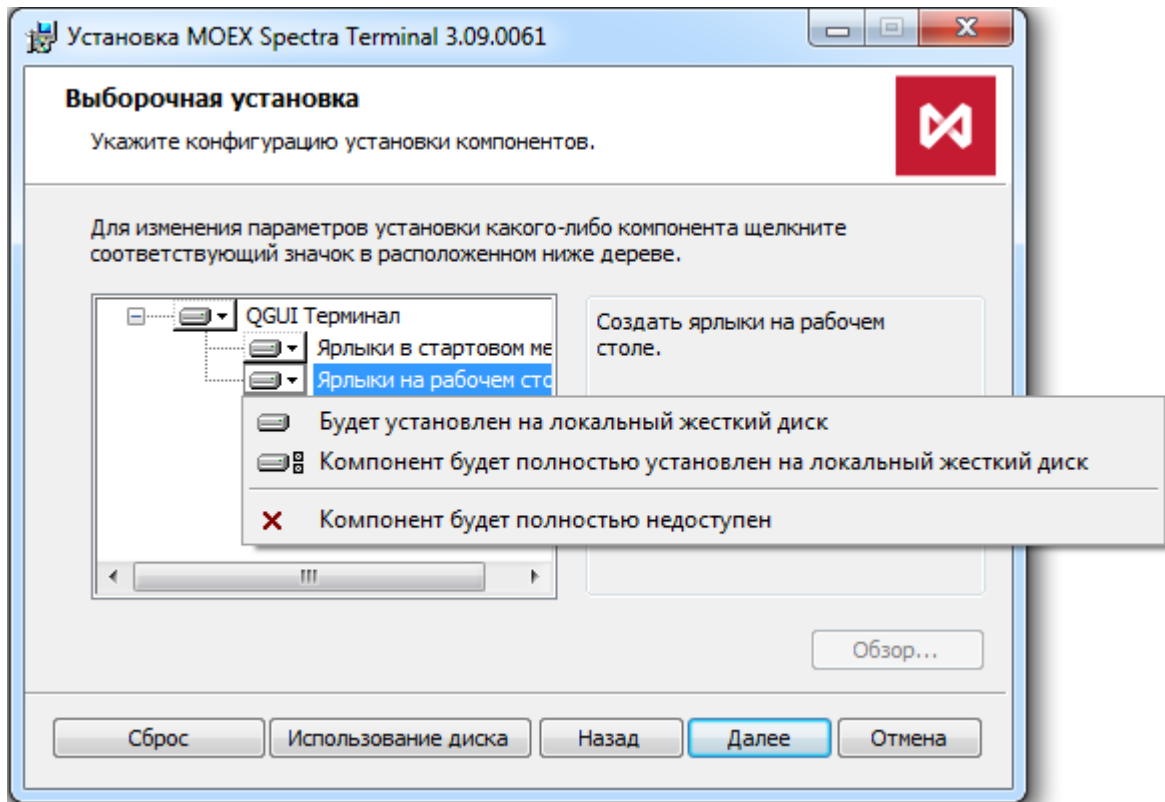 Установка MOEX Spectra Terminal 3.09.0061
Выборочная установка
Укажите конфигурацию установки компонентов.
Для изменения параметров установки какого-либо компонента щелкните
соответствующий значок в расположенном ниже дереве.
QGUI Терминал
Ярлыки в стартовом ме
Ярлыки на рабочем сто
Создать ярлыки на рабочем
столе.
Будет установлен на локальный жесткий диск
Компонент будет полностью установлен на локальный жесткий диск
Компонент будет полностью недоступен
Обзор...
Сброс
Использование диска
Назад
Далее
Отмена